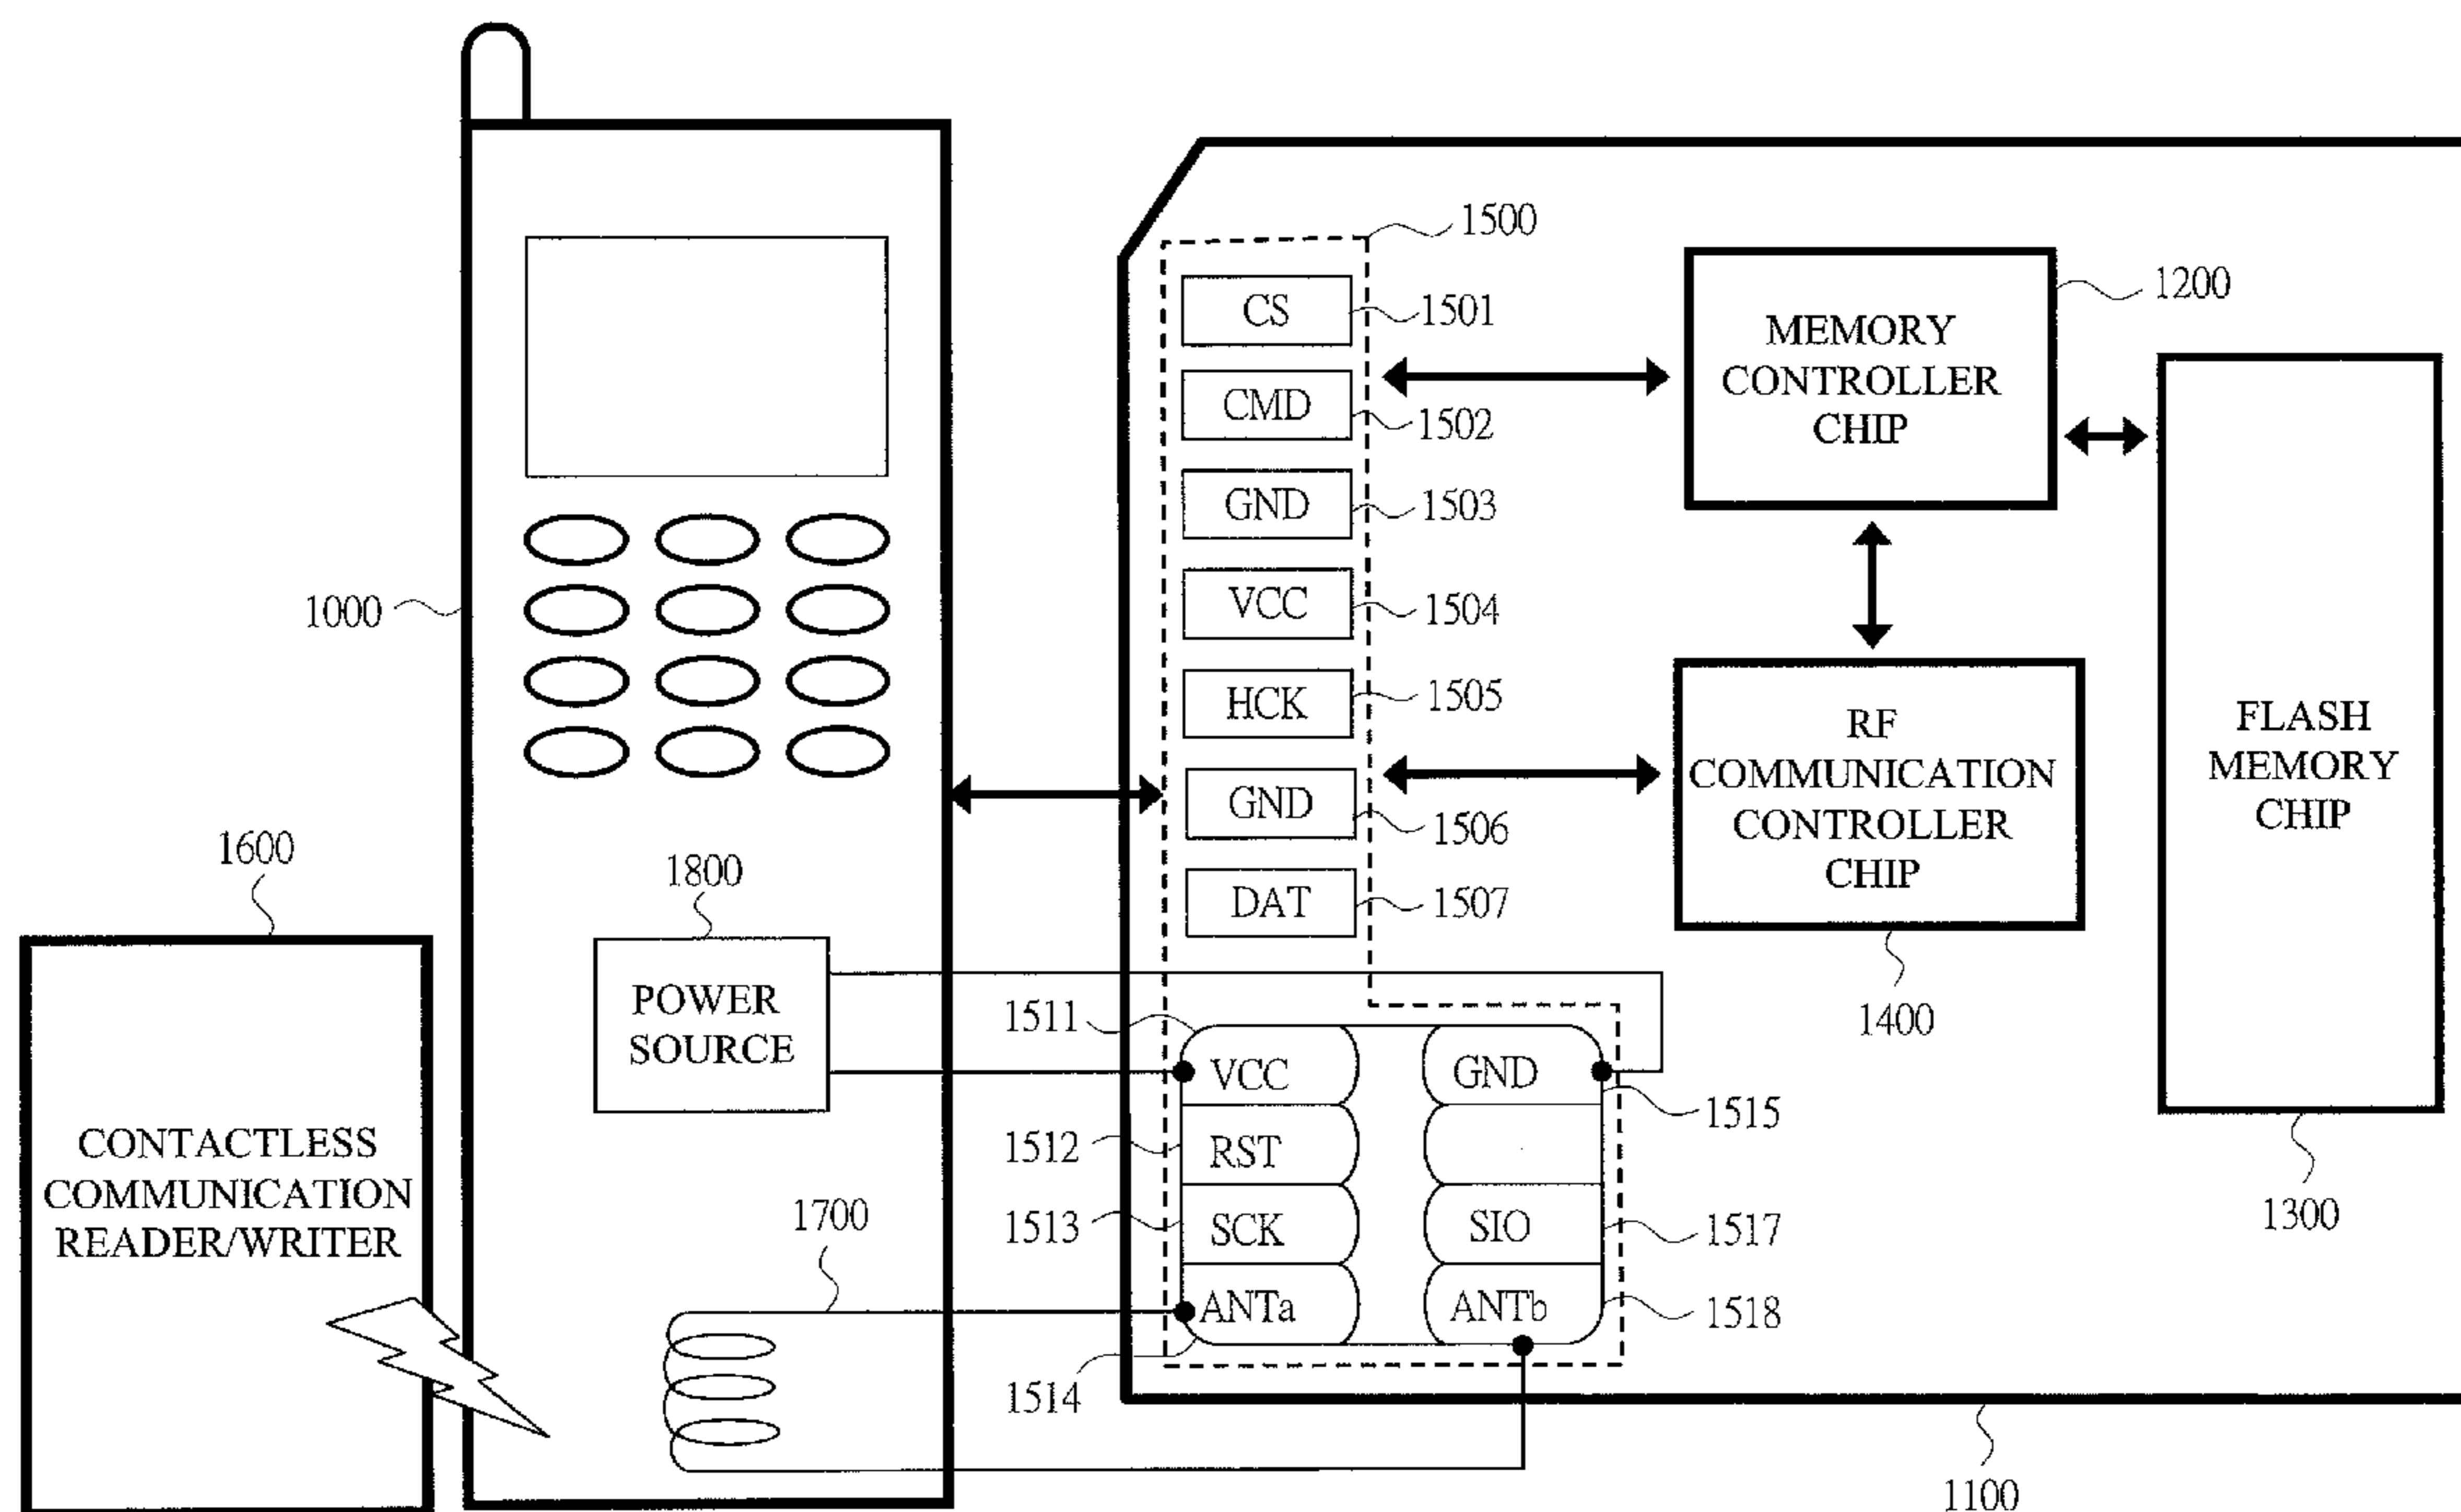 1500
CS
1501
CMD
1502
GND
1503
VCC
1504
HCK
1505
GND
1506
DAT
1507
MEMORY
CONTROLLER
CHIP
1200
RF
COMMUNICATION
CONTROLLER
CHIP
1400
FLASH
MEMORY
CHIP
1300
1000
1600
CONTACTLESS
COMMUNICATION
READER/WRITER
1800
POWER
SOURCE
1700
1511
VCC
GND
1515
1512
RST
1513
SCK
SIO
1517
ANTa
ANTb
1518
1514
1100